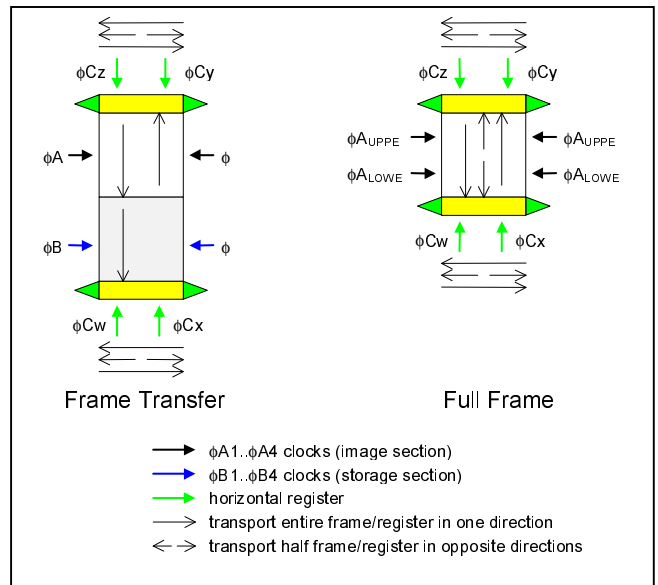 ϕCz ϕCy ϕCz ϕCy
ϕA ϕ ϕAUPPE ϕAUPPE
ϕALOWE ϕALOWE
ϕB ϕ ϕCw ϕCx
ϕCw ϕCx
Frame Transfer Full Frame
ϕA1..ϕA4 clocks (image section)
ϕB1..ϕB4 clocks (storage section)
horizontal register
transport entire frame/register in one direction
transport half frame/register in opposite directions